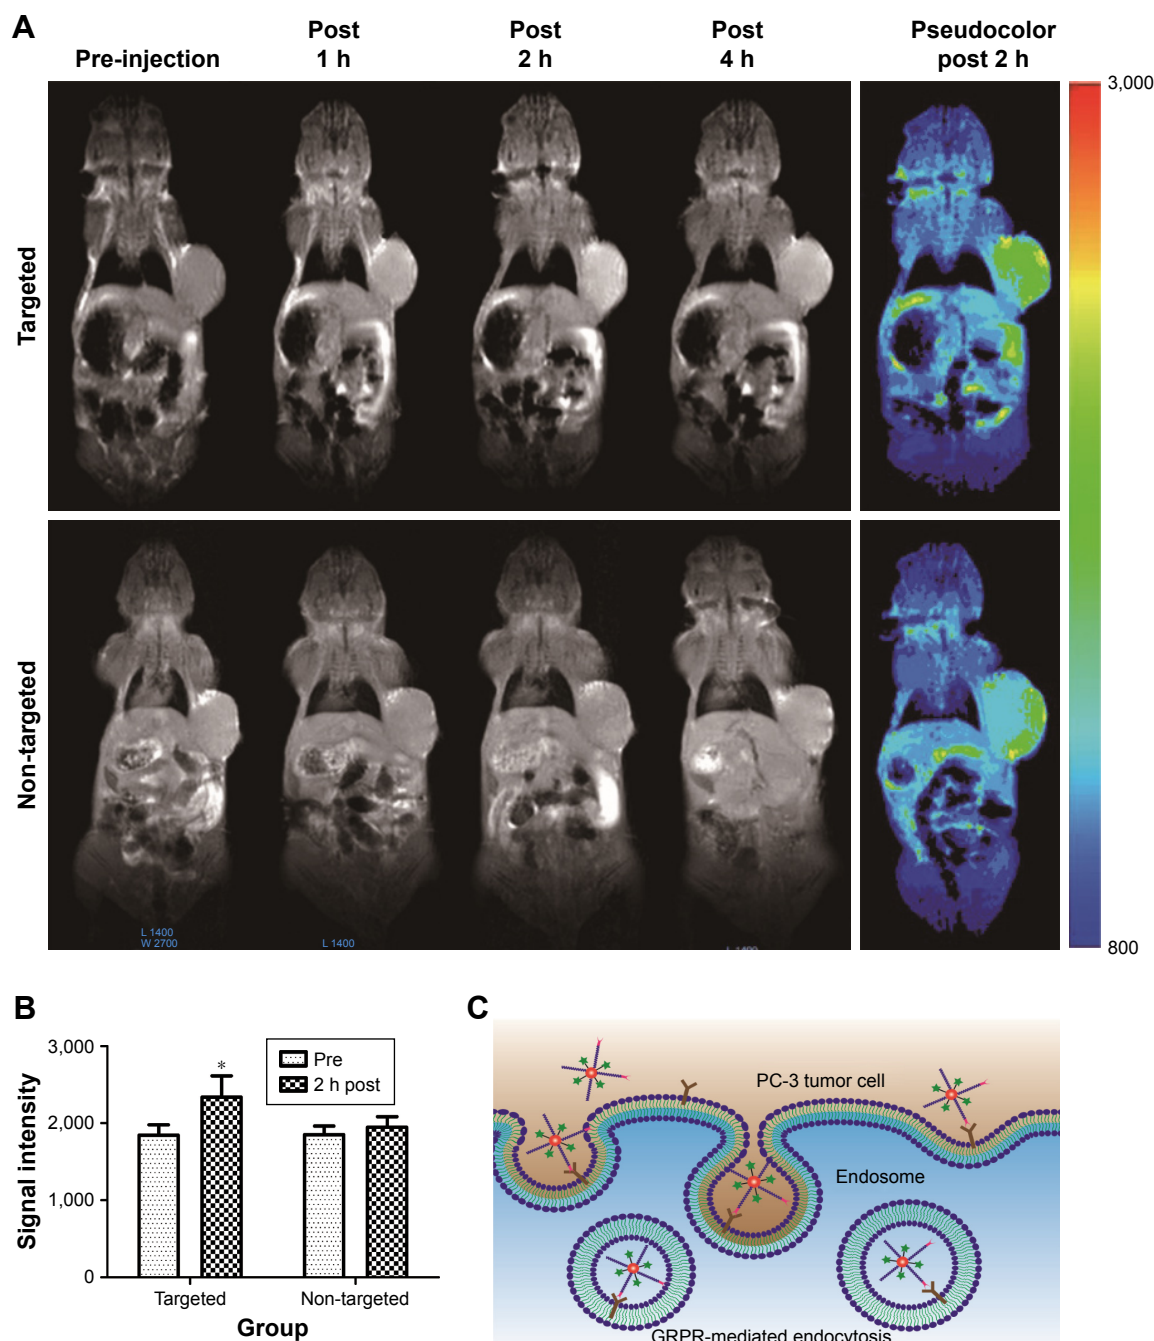 A
Pre-injection
Post
1 h
Post
2 h
Post
4 h
Pseudocolor
post 2 h
Targeted
Non-targeted
3,000
800
L 1400
W 2700
L 1400
L 1400
B
Signal intensity
3,000
2,000
1,000
0
Pre
2 h post
*
Targeted
Non-targeted
Group
C
PC-3 tumor cell
Endosome
GRPR-mediated endocytosis